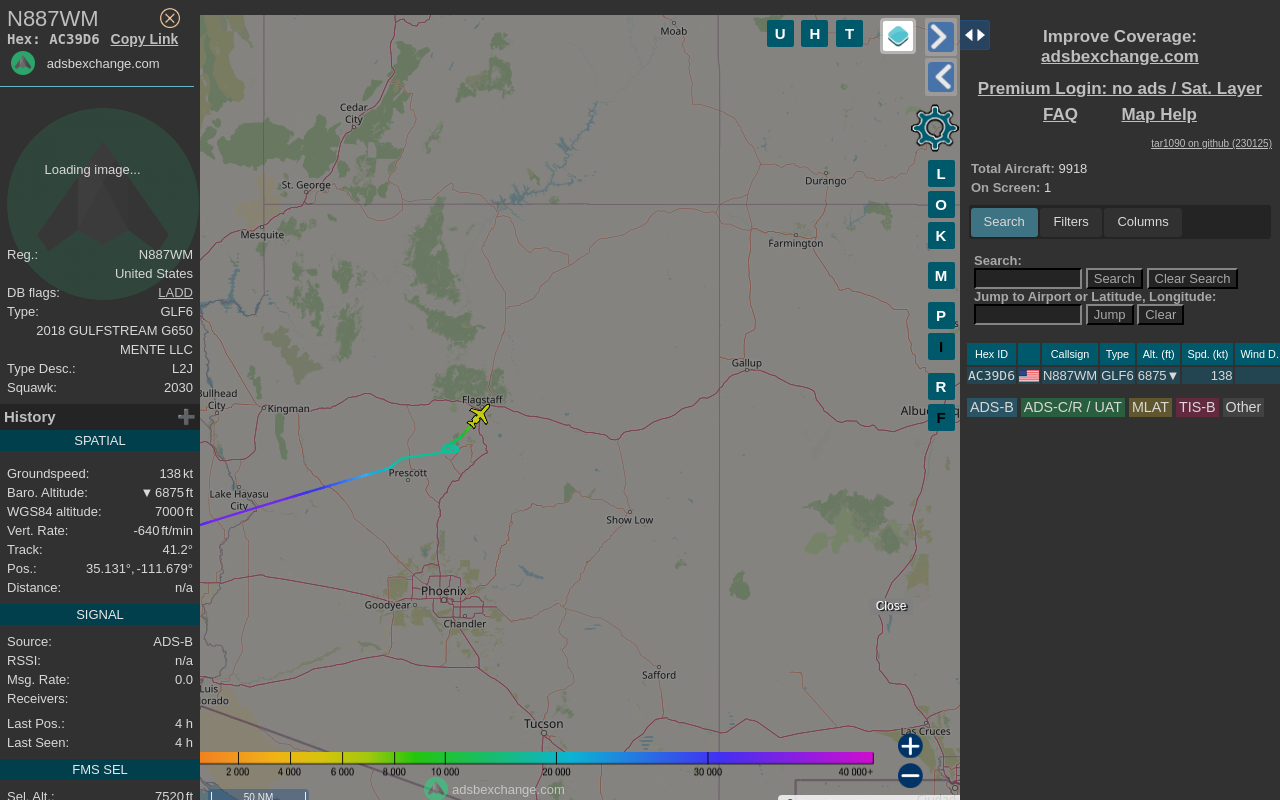 N887WM
Hex: AC39D6 Copy Link
adsbexchange.com
Loading image...
Reg.: N887WM
United States
DB flags: LADD
Type: GLF6
2018 GULFSTREAM G650
MENTE LLC
Type Desc.: L2J
Squawk: 2030
History
SPATIAL
Groundspeed: 138 kt
Baro. Altitude: ▼ 6875 ft
WGS84 altitude: 7000 ft
Vert. Rate: -640 ft/min
Track: 41.2°
Pos.: 35.131°, -111.679°
Distance: n/a
SIGNAL
Source: ADS-B
RSSI: n/a
Msg. Rate: 0.0
Receivers:
Last Pos.: 4 h
Last Seen: 4 h
FMS SEL
Sel. Alt.: 7520 ft
Moab
Cedar
City
St. George
Mesquite
Durango
Farmington
Gallup
Bullhead
City
Kingman
Flagstaff
Lake Havasu
City
Prescott
Show Low
Phoenix
Goodyear
Chandler
Safford
Tucson
Las Cruces
Close
U H T
L
O
K
M
P
I
R
F
2 000 4 000 6 000 8 000 10 000 20 000 30 000 40 000+
adsbexchange.com
50 NM
Improve Coverage:
adsbexchange.com
Premium Login: no ads / Sat. Layer
FAQ Map Help
tar1090 on github (230125)
Total Aircraft: 9918
On Screen: 1
Search Filters Columns
Search:
Search Clear Search
Jump to Airport or Latitude, Longitude:
Jump Clear
Hex ID Callsign Type Alt. (ft) Spd. (kt) Wind D.
AC39D6 N887WM GLF6 6875▼ 138
ADS-B ADS-C/R / UAT MLAT TIS-B Other